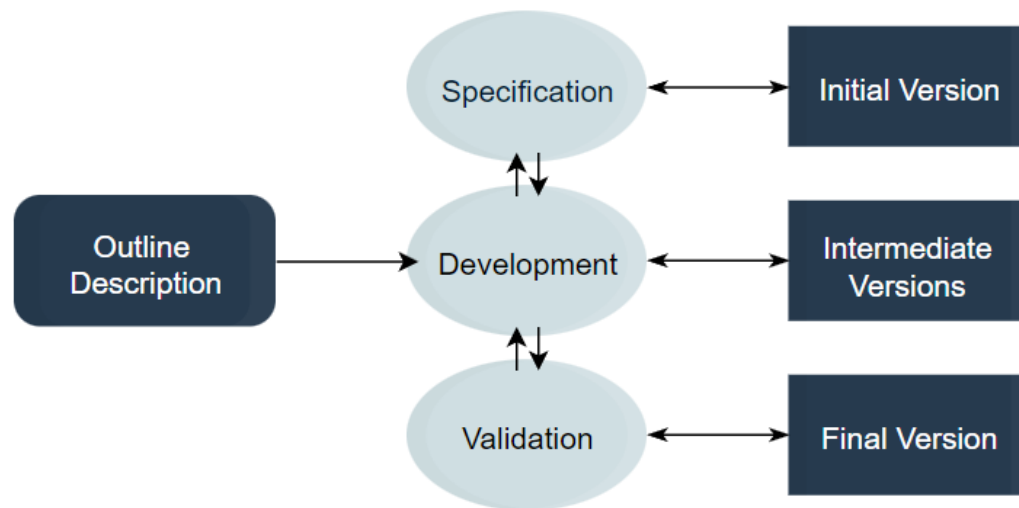 Specification
Initial Version
Outline
Description
Development
Intermediate
Versions
Validation
Final Version